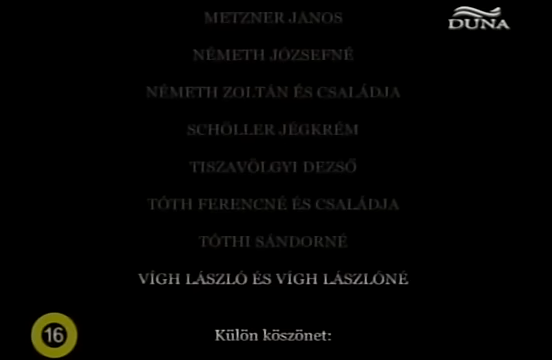 METZNER JÁNOS
DUNA
NÉMETH JÓZSEFNÉ
NÉMETH ZOLTÁN ÉS CSALÁDJA
SCHÖLLER JÉGKRÉM
TISZAVÖLGYI DEZSŐ
TÓTH FERENCNÉ ÉS CSALÁDJA
TÓTHI SÁNDORNÉ
VÍGH LÁSZLÓ ÉS VÍGH LÁSZLÓNÉ
16
Külön köszönet: